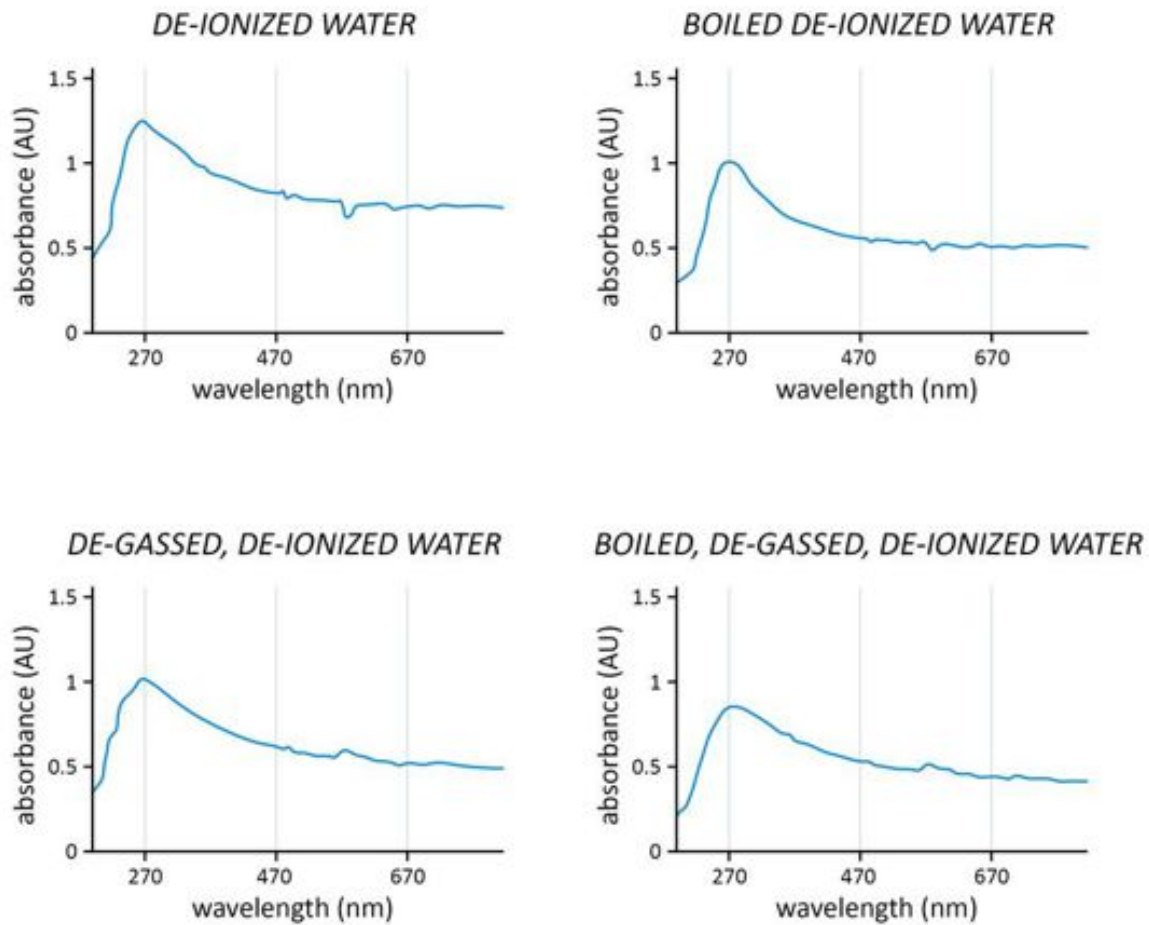 DE-IONIZED WATER
absorbance (AU)
1.5
1
0.5
0
270 470 670
wavelength (nm)
BOILED DE-IONIZED WATER
absorbance (AU)
1.5
1
0.5
0
270 470 670
wavelength (nm)
DE-GASSED, DE-IONIZED WATER
absorbance (AU)
1.5
1
0.5
0
270 470 670
wavelength (nm)
BOILED, DE-GASSED, DE-IONIZED WATER
absorbance (AU)
1.5
1
0.5
0
270 470 670
wavelength (nm)